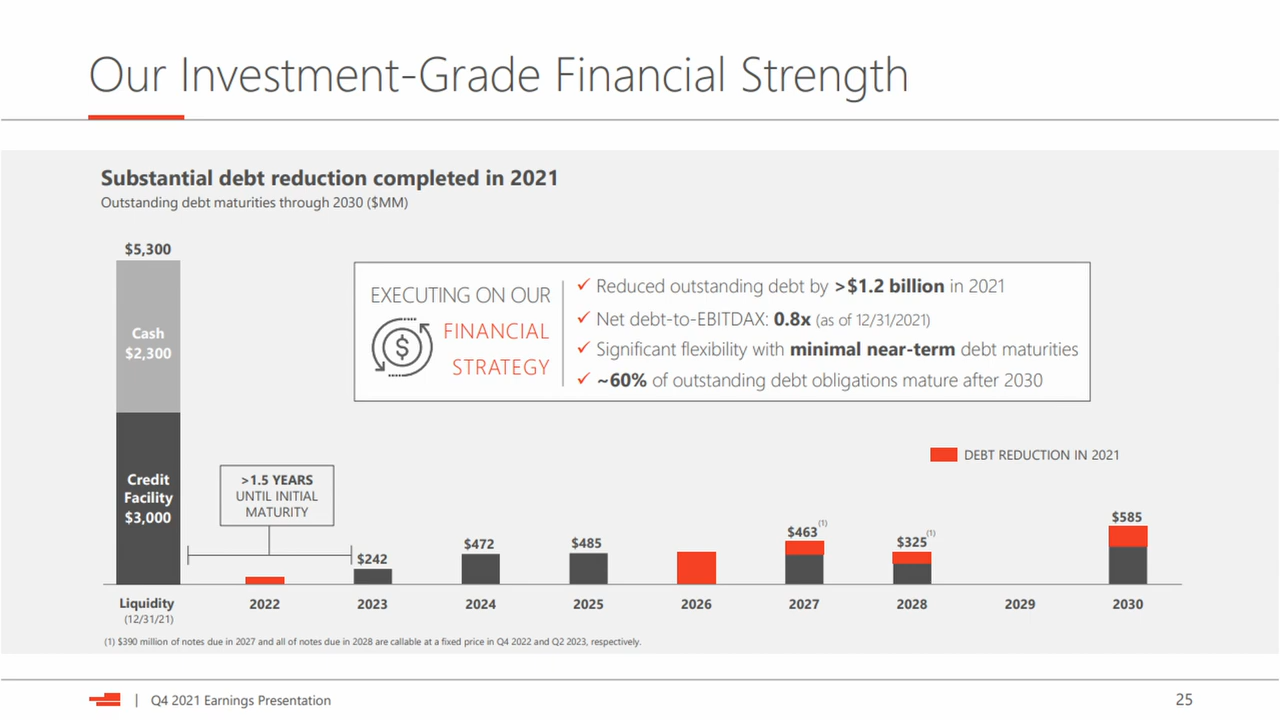 Our Investment-Grade Financial Strength
Substantial debt reduction completed in 2021
Outstanding debt maturities through 2030 ($MM)
$5,300
Cash
$2,300
Credit
Facility
$3,000
EXECUTING ON OUR
FINANCIAL
STRATEGY
$
✓ Reduced outstanding debt by >$1.2 billion in 2021
✓ Net debt-to-EBITDAX: 0.8x (as of 12/31/2021)
✓ Significant flexibility with minimal near-term debt maturities
✓ ~60% of outstanding debt obligations mature after 2030
DEBT REDUCTION IN 2021
>1.5 YEARS
UNTIL INITIAL
MATURITY
$242
$472
$485
$463(1)
$325(1)
$585
Liquidity
(12/31/21)
2022
2023
2024
2025
2026
2027
2028
2029
2030
(1) $390 million of notes due in 2027 and all of notes due in 2028 are callable at a fixed price in Q4 2022 and Q2 2023, respectively.
| Q4 2021 Earnings Presentation
25